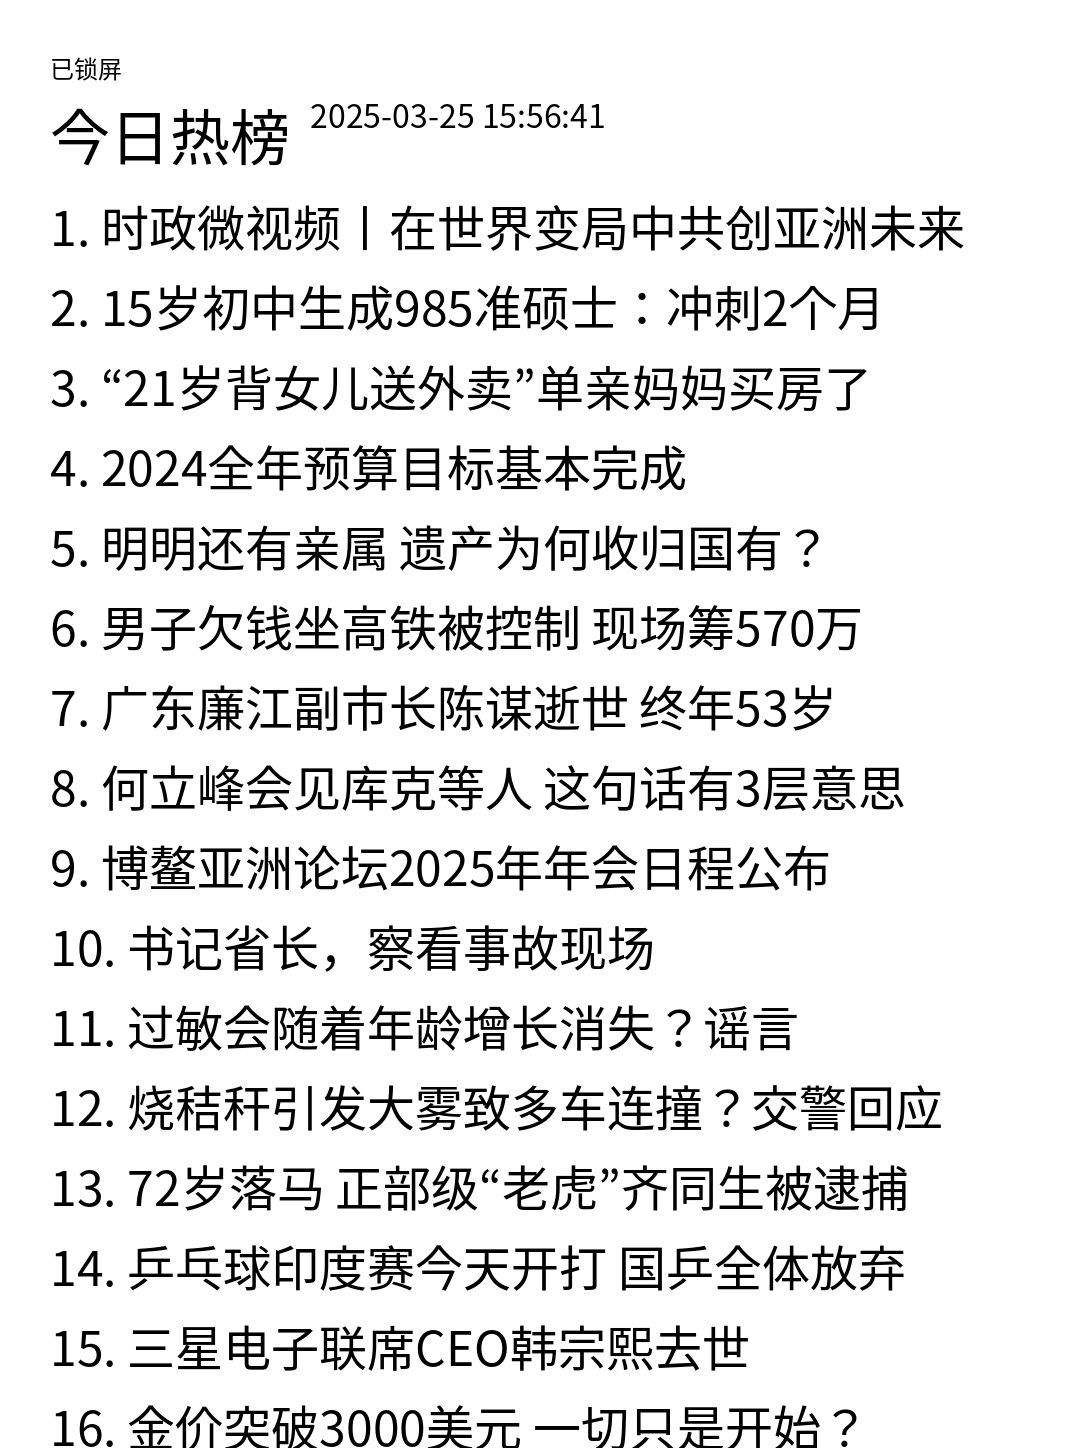 已锁屏
今日热榜 2025-03-25 15:56:41
1. 时政微视频丨在世界变局中共创亚洲未来
2. 15岁初中生成985准硕士：冲刺2个月
3. “21岁背女儿送外卖”单亲妈妈买房了
4. 2024全年预算目标基本完成
5. 明明还有亲属 遗产为何收归国有？
6. 男子欠钱坐高铁被控制 现场筹570万
7. 广东廉江副市长陈谋逝世 终年53岁
8. 何立峰会见库克等人 这句话有3层意思
9. 博鳌亚洲论坛2025年年会日程公布
10. 书记省长，察看事故现场
11. 过敏会随着年龄增长消失？谣言
12. 烧秸秆引发大雾致多车连撞？交警回应
13. 72岁落马 正部级“老虎”齐同生被逮捕
14. 乒乓球印度赛今天开打 国乒全体放弃
15. 三星电子联席CEO韩宗熙去世
16. 金价突破3000美元 一切只是开始？